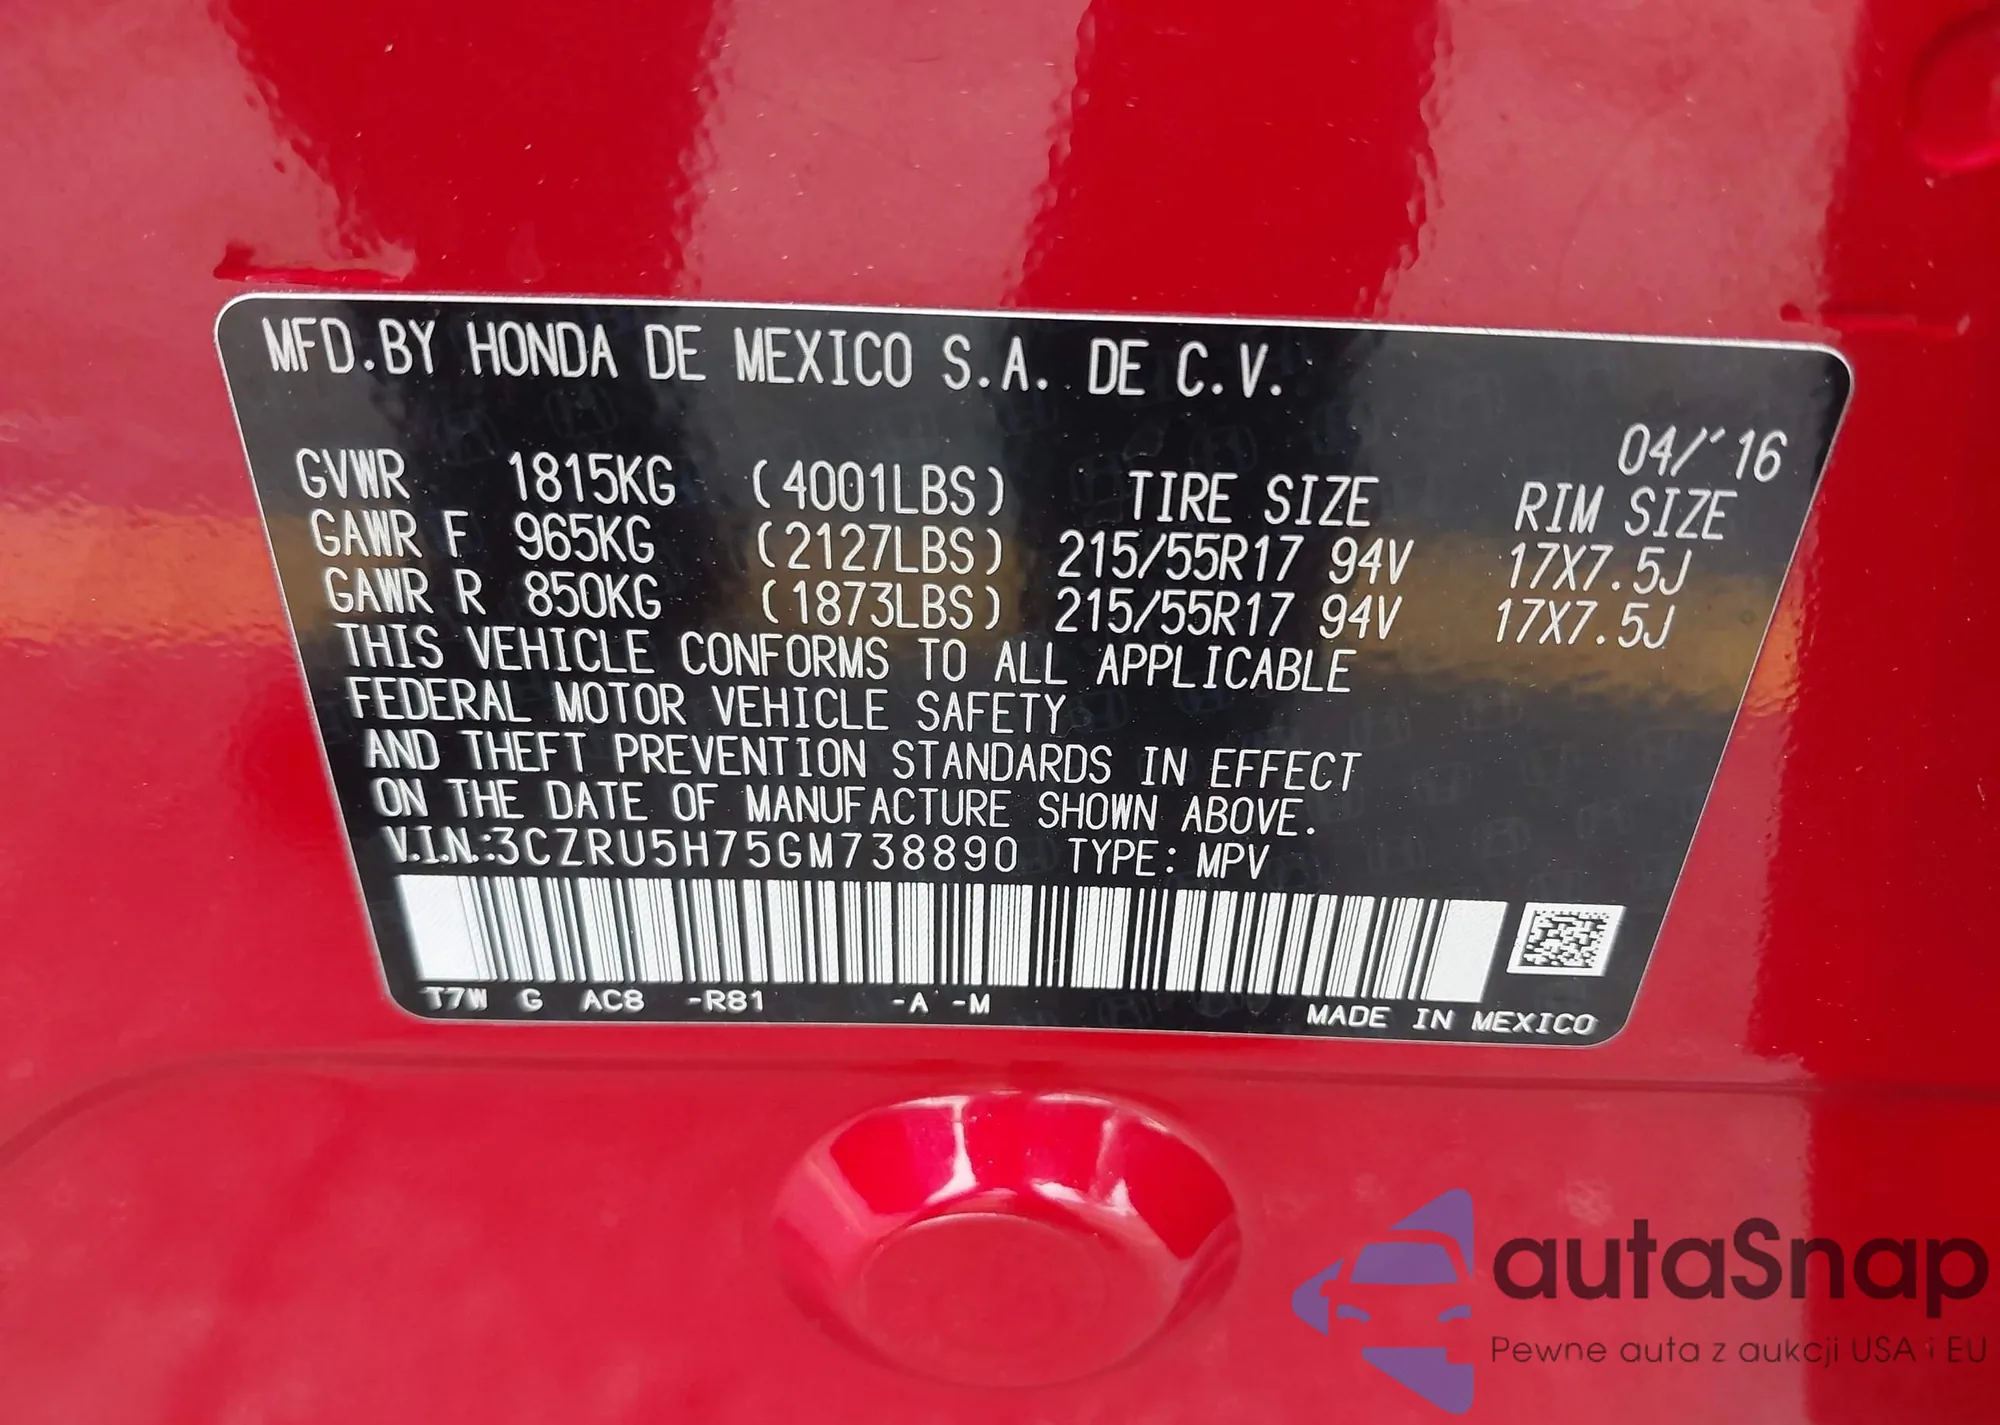 MFD.BY HONDA DE MEXICO S.A. DE C.V.
04/'16
GVWR 1815KG (4001LBS) TIRE SIZE RIM SIZE
GAWR F 965KG (2127LBS) 215/55R17 94V 17X7.5J
GAWR R 850KG (1873LBS) 215/55R17 94V 17X7.5J
THIS VEHICLE CONFORMS TO ALL APPLICABLE
FEDERAL MOTOR VEHICLE SAFETY
AND THEFT PREVENTION STANDARDS IN EFFECT
ON THE DATE OF MANUFACTURE SHOWN ABOVE.
V.I.N.:3CZRU5H75GM738890 TYPE: MPV
T7W G AC8 -R81 -A -M
MADE IN MEXICO
autaSnap
Pewne auta z aukcji USA i EU